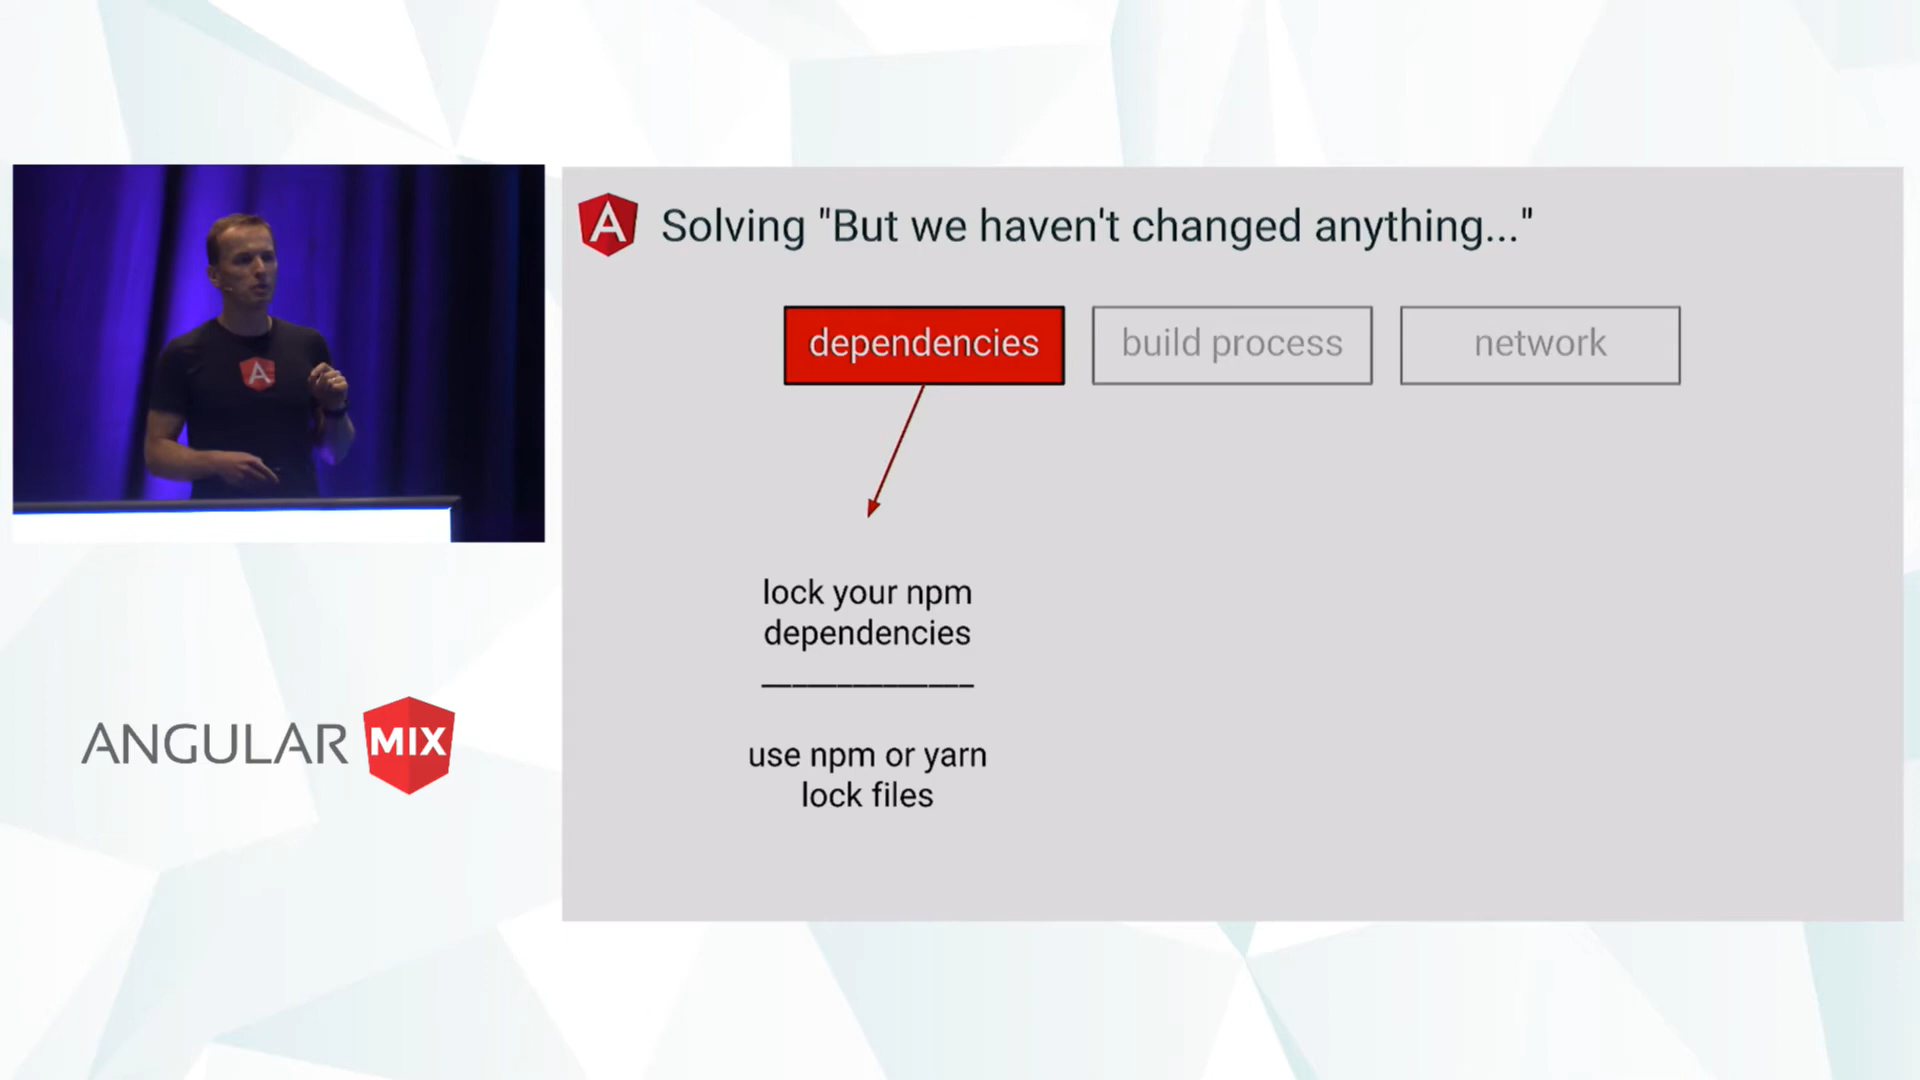 Solving "But we haven't changed anything..."
dependencies
build process
network
lock your npm
dependencies
use npm or yarn
lock files
ANGULAR MIX